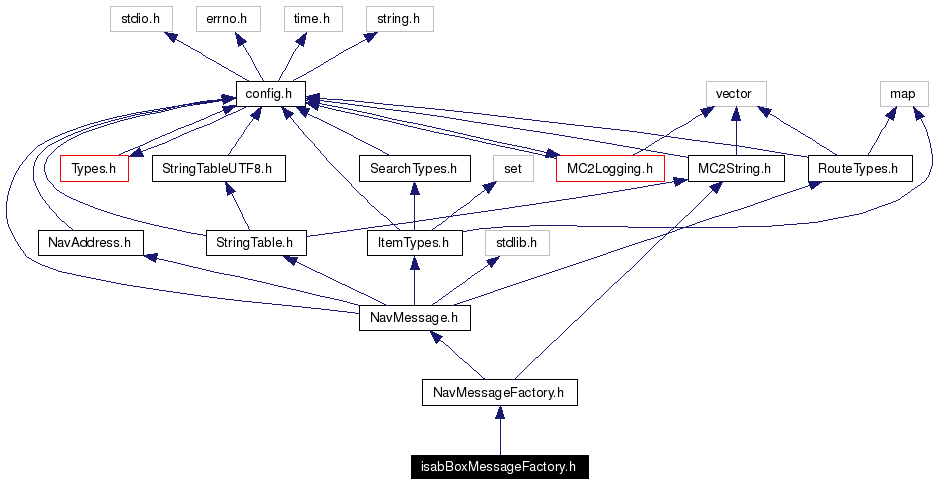 stdio.h
errno.h
time.h
string.h
config.h
vector
map
Types.h
StringTableUTF8.h
SearchTypes.h
set
MC2Logging.h
MC2String.h
RouteTypes.h
NavAddress.h
StringTable.h
ItemTypes.h
stdlib.h
NavMessage.h
NavMessageFactory.h
isabBoxMessageFactory.h